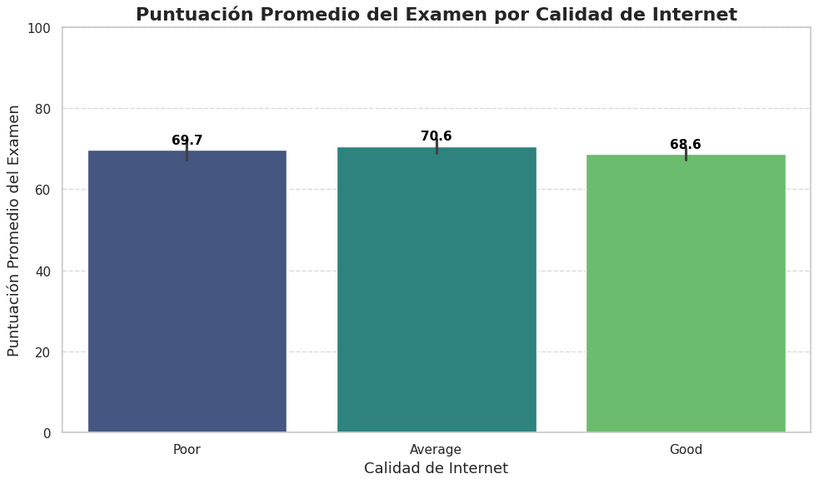 Puntuación Promedio del Examen por Calidad de Internet
Puntuación Promedio del Examen
100
80
60
40
20
0
69.7
70.6
68.6
Poor
Average
Good
Calidad de Internet